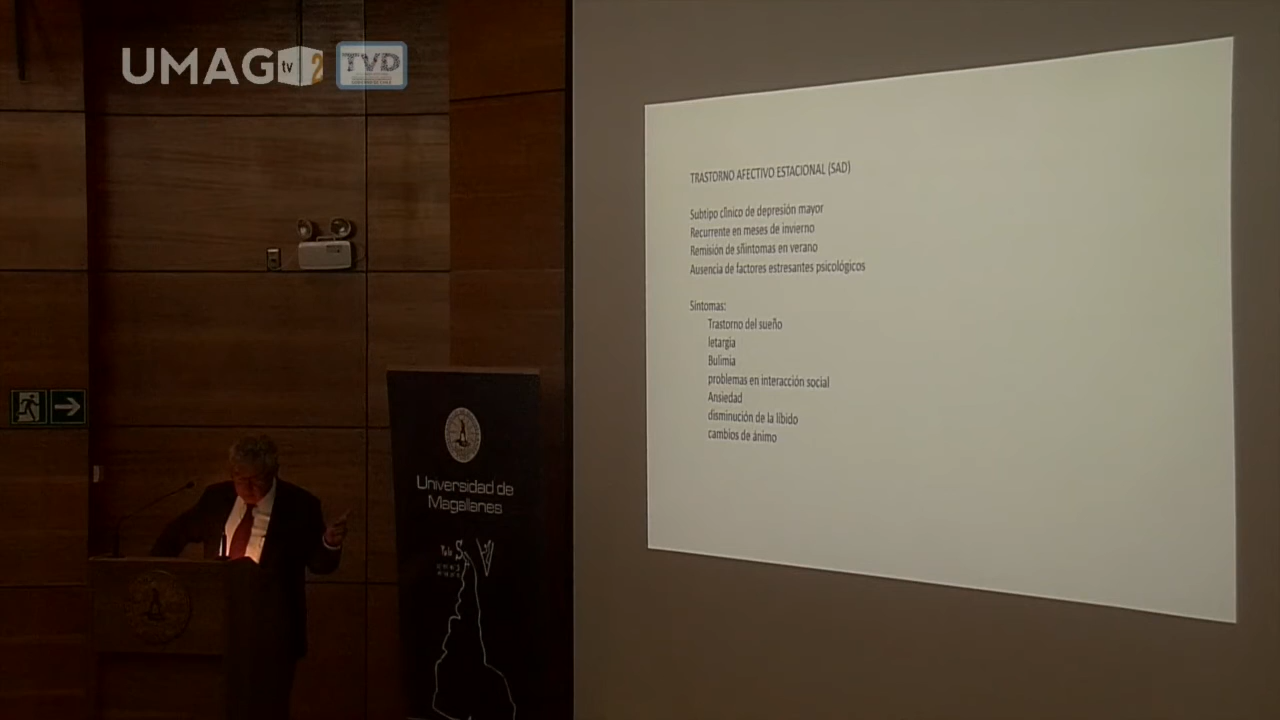 UMAG tv 2 TVD
TRASTORNO AFECTIVO ESTACIONAL (SAD)
Subtipo clínico de depresión mayor
Recurrente en meses de invierno
Remisión de sñintomas en verano
Ausencia de factores estresantes psicológicos
Sintomas:
Trastorno del sueño
letargia
Bulimia
problemas en interacción social
Ansiedad
disminución de la líbido
cambios de ánimo
Universidad de
Magallanes